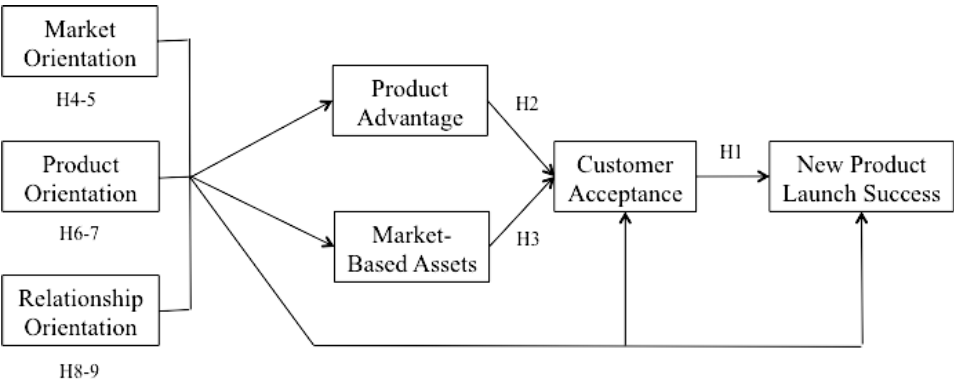 Market
Orientation
H4-5
Product
Orientation
H6-7
Relationship
Orientation
H8-9
Product
Advantage
Market-
Based Assets
H2
H3
Customer
Acceptance
H1
New Product
Launch Success